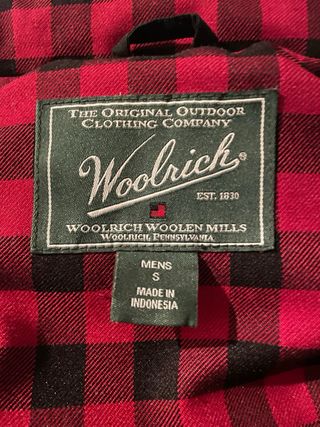 The Original Outdoor
Clothing Company
Woolrich®
EST. 1830
Woolrich Woolen Mills
Woolrich, Pennsylvania
MENS
S
MADE IN
INDONESIA